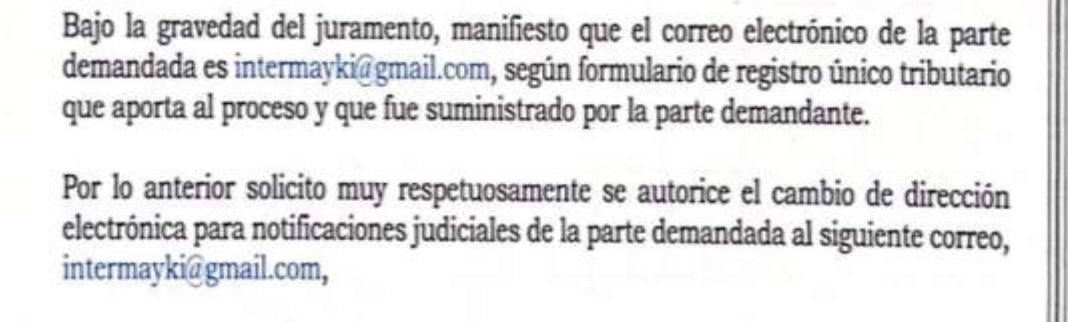 Bajo la gravedad del juramento, manifiesto que el correo electrónico de la parte
demandada es intermayki@gmail.com, según formulario de registro único tributario
que aporta al proceso y que fue suministrado por la parte demandante.
Por lo anterior solicito muy respetuosamente se autorice el cambio de dirección
electrónica para notificaciones judiciales de la parte demandada al siguiente correo,
intermayki@gmail.com,